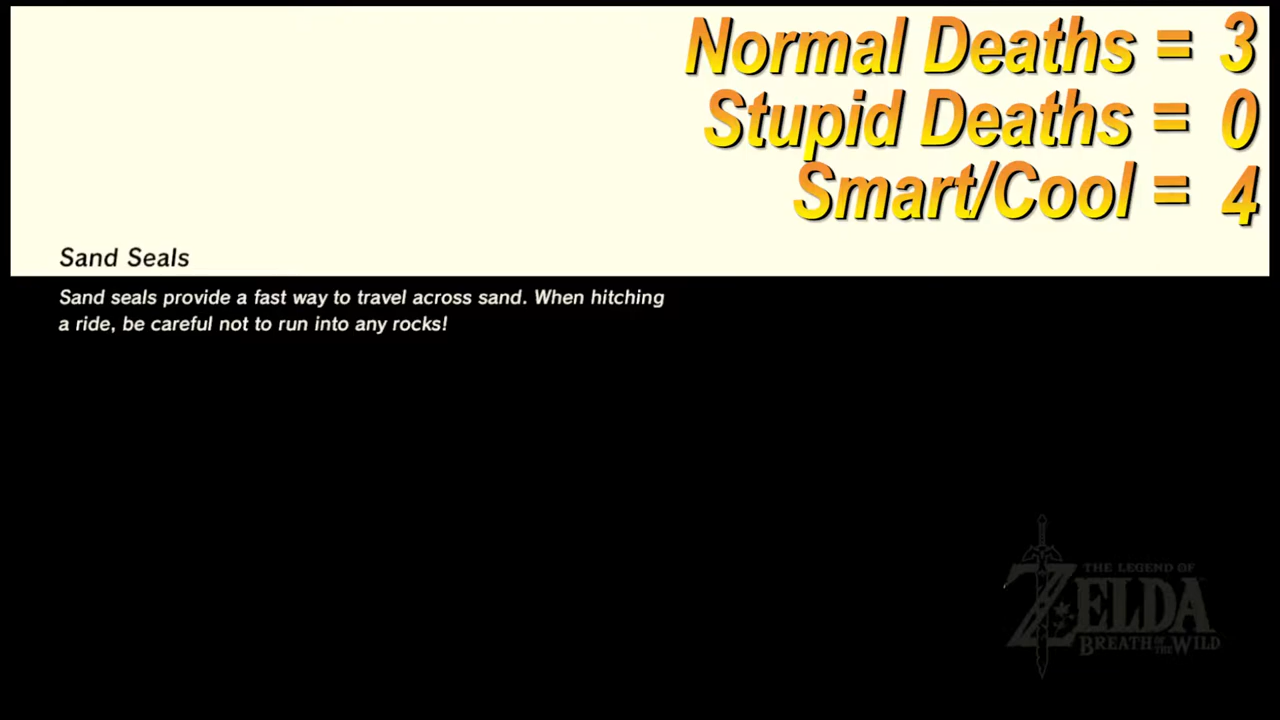 Normal Deaths = 3
Stupid Deaths = 0
Smart/Cool = 4
Sand Seals
Sand seals provide a fast way to travel across sand. When hitching
a ride, be careful not to run into any rocks!
THE LEGEND OF
ZELDA
BREATH OF THE WILD